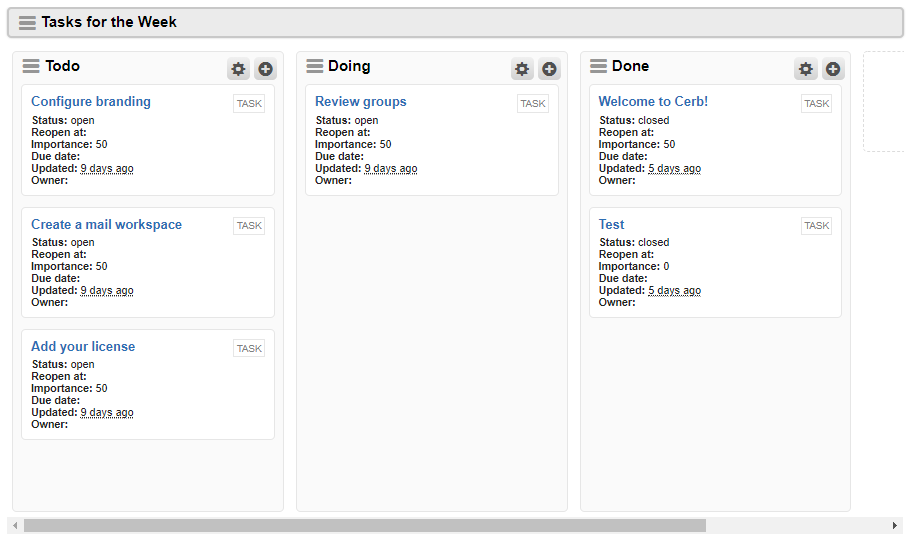 Tasks for the Week
Todo
Configure branding
TASK
Status: open
Reopen at:
Importance: 50
Due date:
Updated: 9 days ago
Owner:
Create a mail workspace
TASK
Status: open
Reopen at:
Importance: 50
Due date:
Updated: 9 days ago
Owner:
Add your license
TASK
Status: open
Reopen at:
Importance: 50
Due date:
Updated: 9 days ago
Owner:
Doing
Review groups
TASK
Status: open
Reopen at:
Importance: 50
Due date:
Updated: 9 days ago
Owner:
Done
Welcome to Cerb!
TASK
Status: closed
Reopen at:
Importance: 50
Due date:
Updated: 5 days ago
Owner:
Test
TASK
Status: closed
Reopen at:
Importance: 0
Due date:
Updated: 5 days ago
Owner: